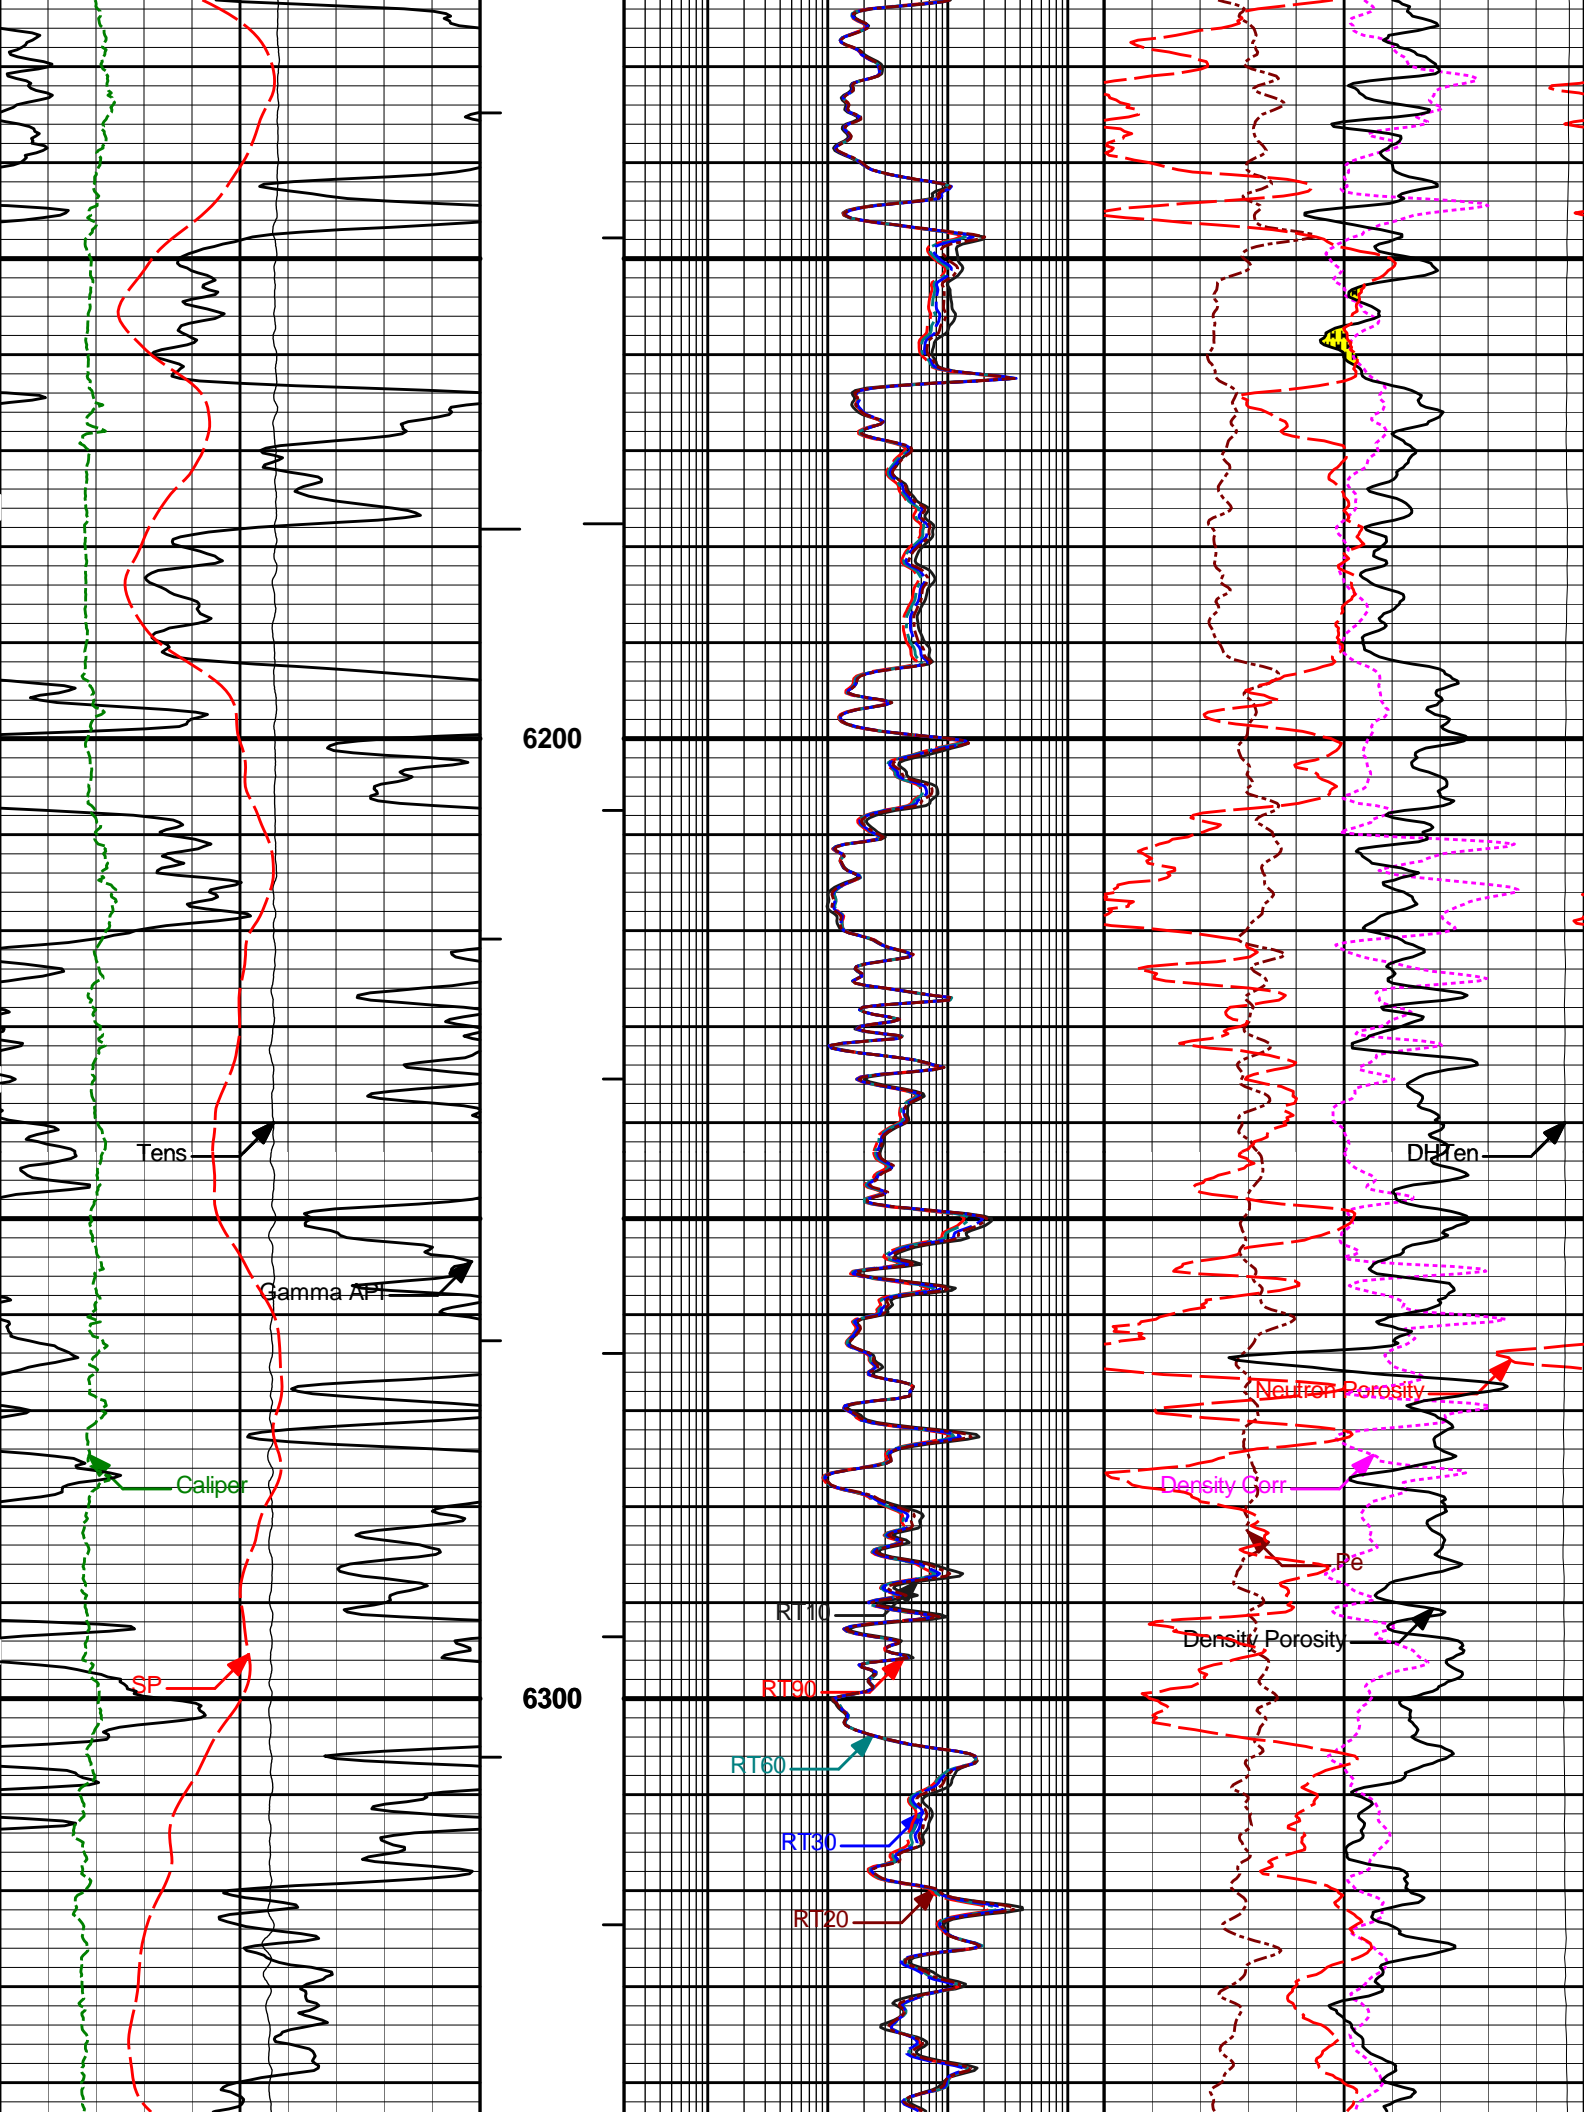 6200
Tens
DHTen
Gamma API
Neutron Porosity
Caliper
Density Corr
Pe
RT10
Density Porosity
SP
RT90
6300
RT60
RT30
RT20